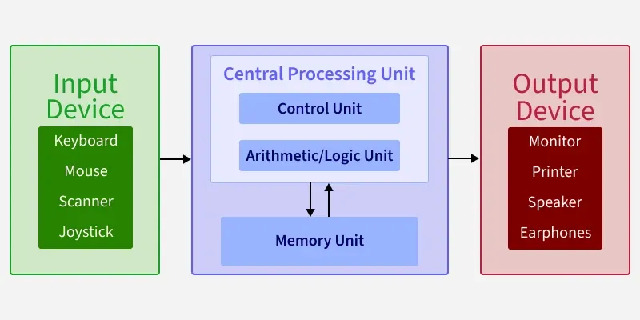 Input
Device
Keyboard
Mouse
Scanner
Joystick
Central Processing Unit
Control Unit
Arithmetic/Logic Unit
Memory Unit
Output
Device
Monitor
Printer
Speaker
Earphones